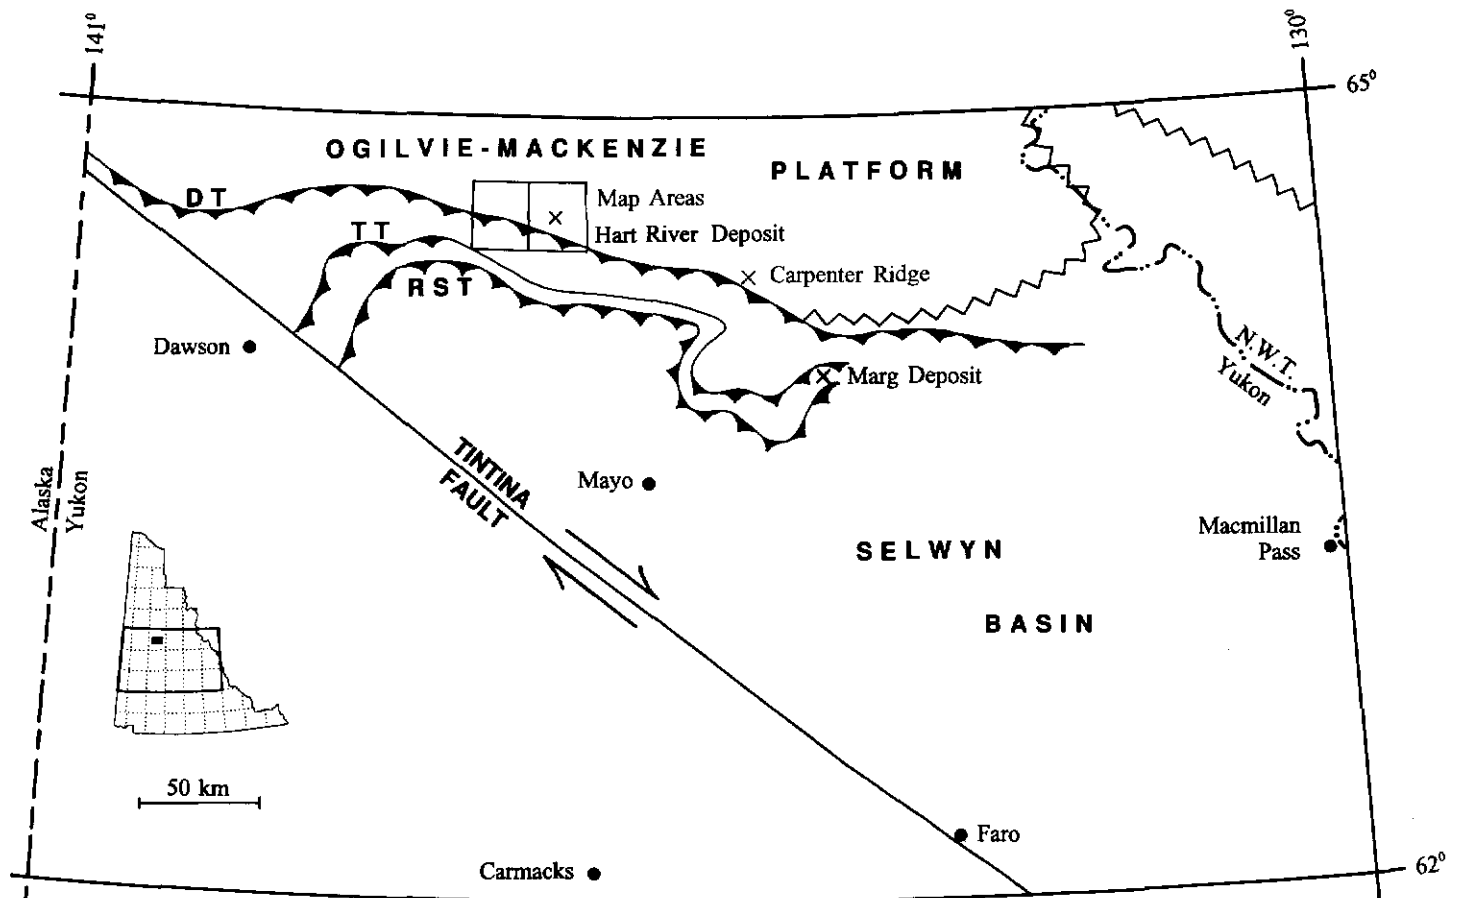 141°
130°
65°
OGILVIE-MACKENZIE
PLATFORM
DT
Map Areas
TT
Hart River Deposit
RST
Carpenter Ridge
Dawson
N.W.T.
Yukon
Marg Deposit
TINTINA
FAULT
Mayo
Alaska
Yukon
SELWYN
Macmillan
Pass
BASIN
50 km
Faro
Carmacks
62°